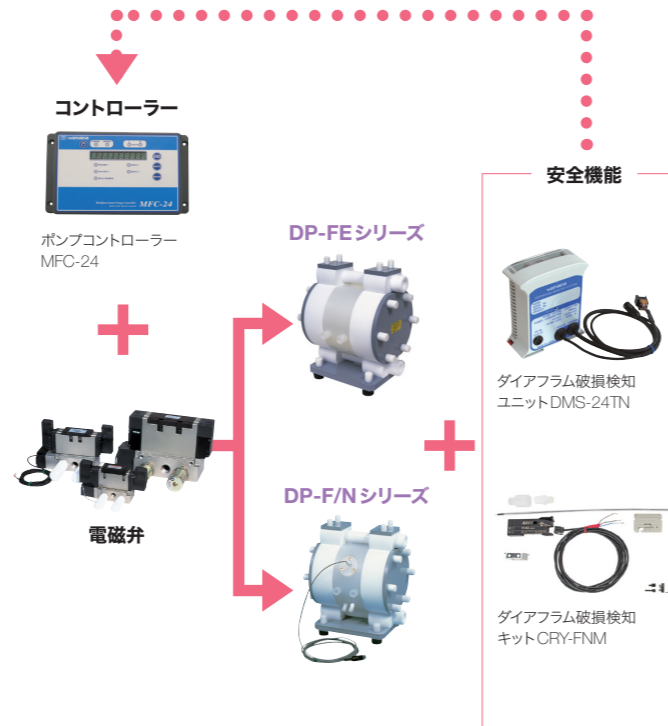 コントローラー
MFC-24
ポンプコントローラー
MFC-24
電磁弁
DP-FEシリーズ
DP-F/Nシリーズ
安全機能
ダイアフラム破損検知
ユニットDMS-24TN
ダイアフラム破損検知
キットCRY-FNM